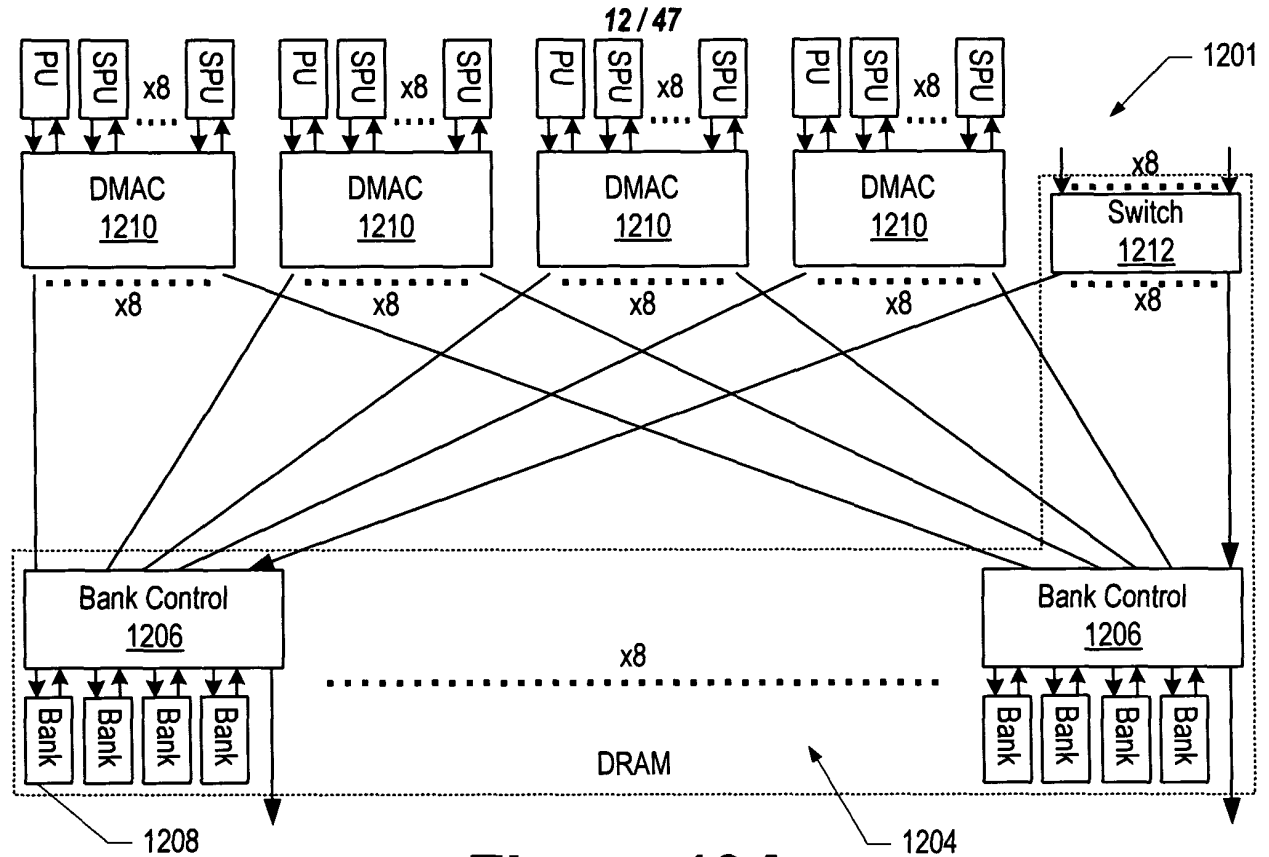 12 / 47
PU SPU x8 SPU PU SPU x8 SPU PU SPU x8 SPU PU SPU x8 SPU
1201
DMAC
1210
DMAC
1210
DMAC
1210
DMAC
1210
x8
Switch
1212
x8 x8 x8 x8 x8
Bank Control
1206
Bank Control
1206
x8
Bank Bank Bank Bank
Bank Bank Bank Bank
DRAM
1208
1204